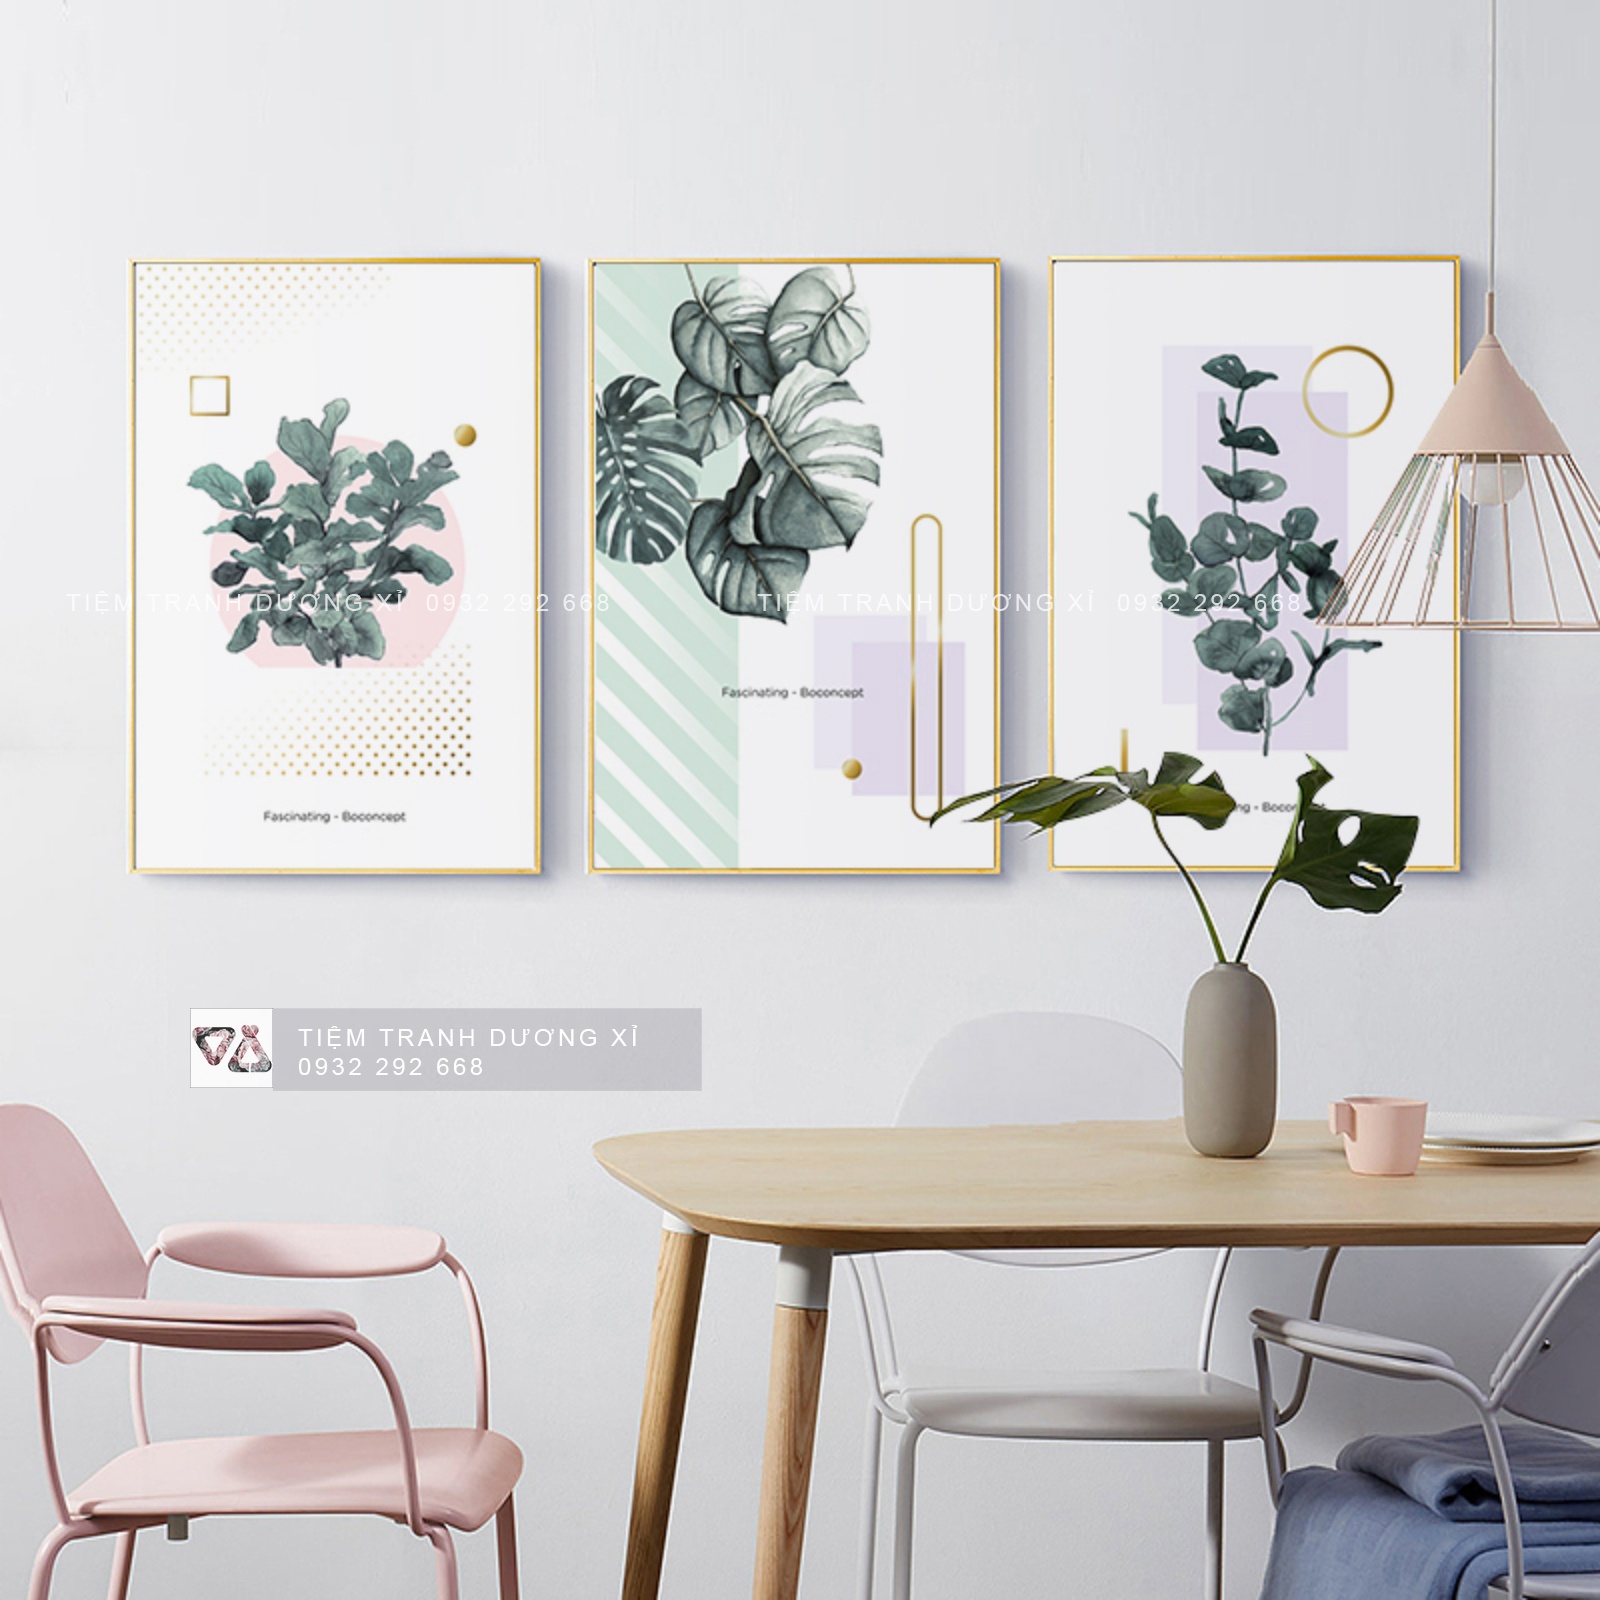 TIỆM TRANH DƯƠNG XỈ 0932 292 668
TIỆM TRANH DƯƠNG XỈ 0932 292 668
Fascinating - Boconcept
Fascinating - Boconcept
- Boconcept
TIỆM TRANH DƯƠNG XỈ
0932 292 668